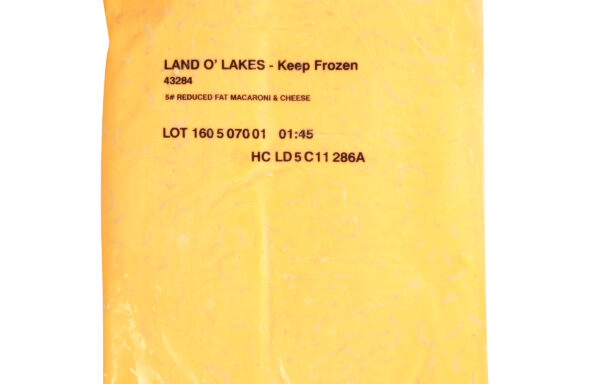 LAND O' LAKES - Keep Frozen
43284
5# REDUCED FAT MACARONI & CHEESE
LOT 160 5 070 01 01:45
HC LD 5 C11 286A